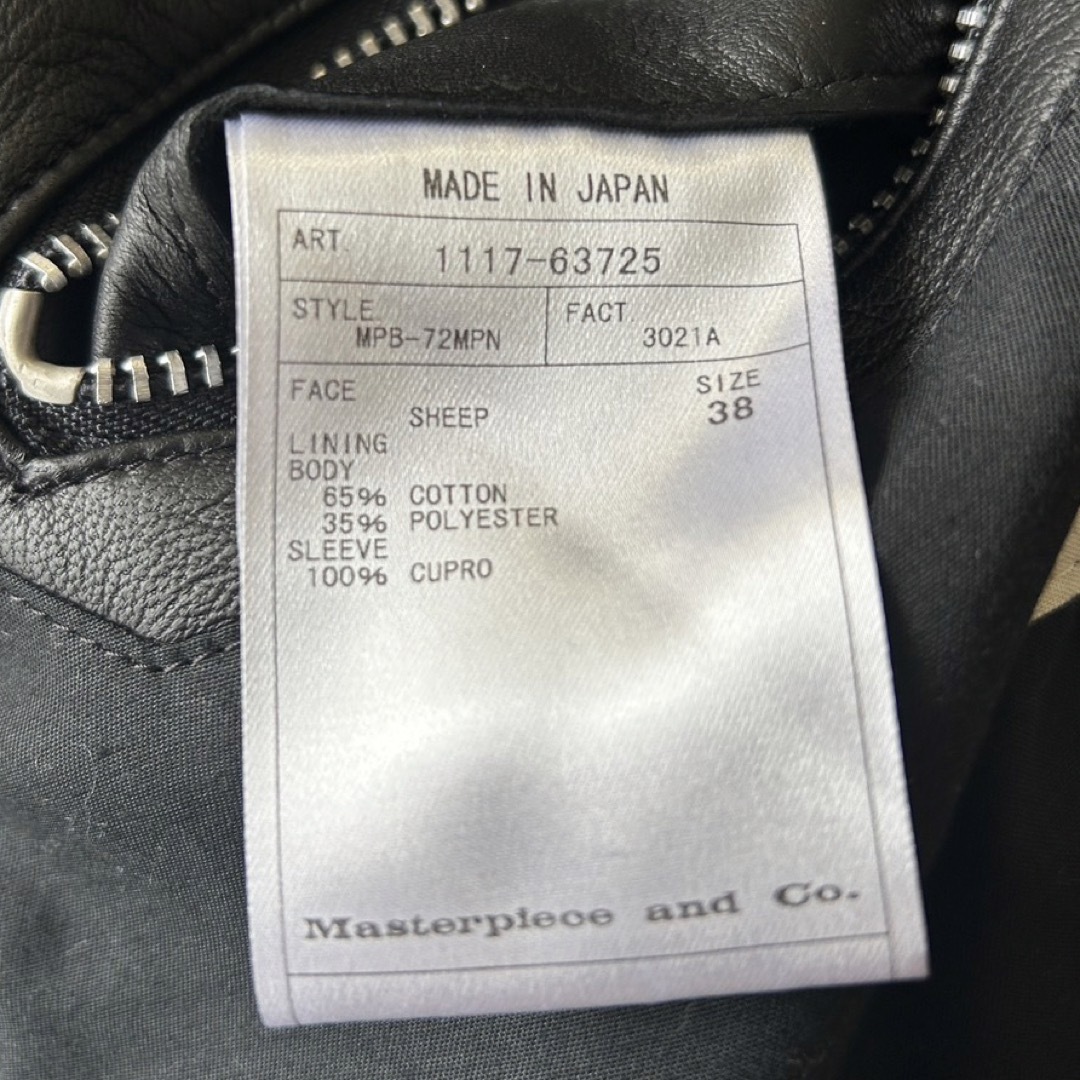 MADE IN JAPAN
ART. 1117-63725
STYLE. FACT.
MPB-72MPN 3021A
FACE SIZE
SHEEP 38
LINING
BODY
65% COTTON
35% POLYESTER
SLEEVE
100% CUPRO
Masterpiece and Co.